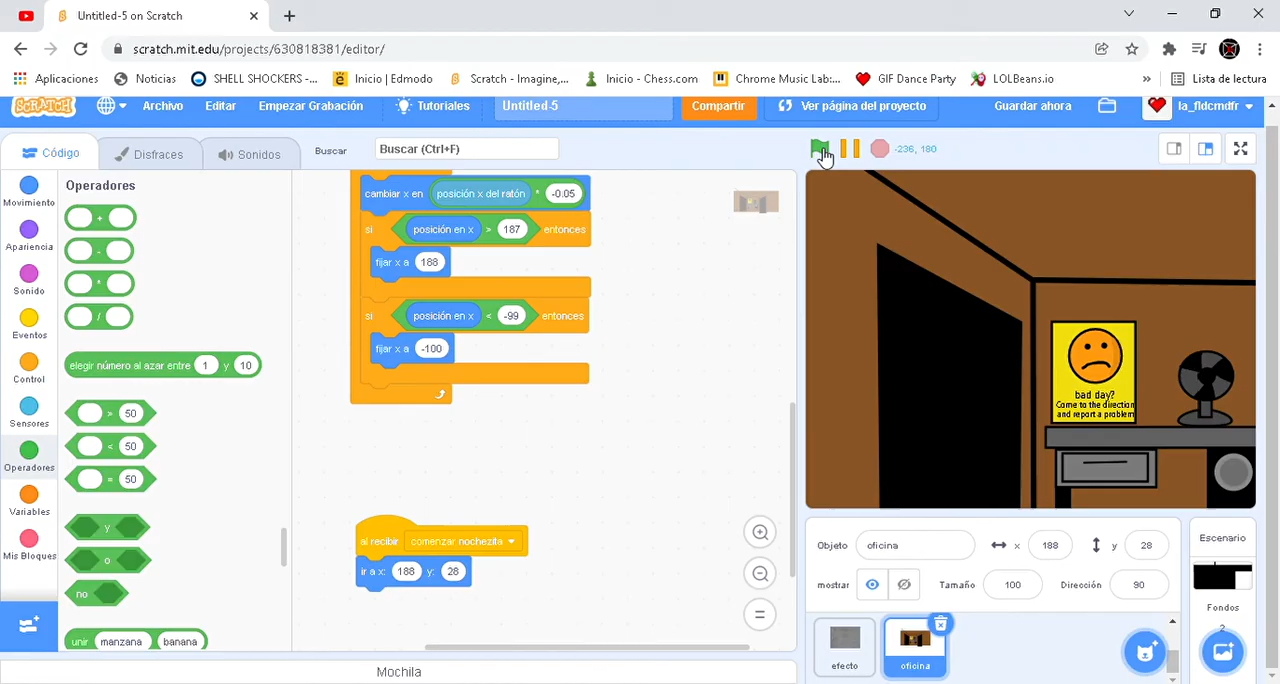 Untitled-5 on Scratch
scratch.mit.edu/projects/630818381/editor/
Aplicaciones
Noticias
SHELL SHOCKERS -...
Inicio | Edmodo
Scratch - Imagine,...
Inicio - Chess.com
Chrome Music Lab:...
GIF Dance Party
LOLBeans.io
»
Lista de lectura
SCRATCH
Archivo
Editar
Empezar Grabación
Tutoriales
Untitled-5
Compartir
Ver página del proyecto
Guardar ahora
la_fldcmdfr
Código
Disfraces
Sonidos
Buscar
Buscar (Ctrl+F)
-236, 180
Movimiento
Apariencia
Sonido
Eventos
Control
Sensores
Operadores
Variables
Mis Bloques
Operadores
+
-
*
/
elegir número al azar entre 1 y 10
> 50
< 50
= 50
y
o
no
unir manzana banana
cambiar x en posición x del ratón * -0.05
si posición en x > 187 entonces
fijar x a 188
si posición en x < -99 entonces
fijar x a -100
al recibir comenzar nochezita
ir a x: 188 y: 28
bad day?
Come to the direction
and report a problem
Objeto oficina x 188 y 28
mostrar Tamaño 100 Dirección 90
efecto
oficina
Escenario
Fondos
2
Mochila